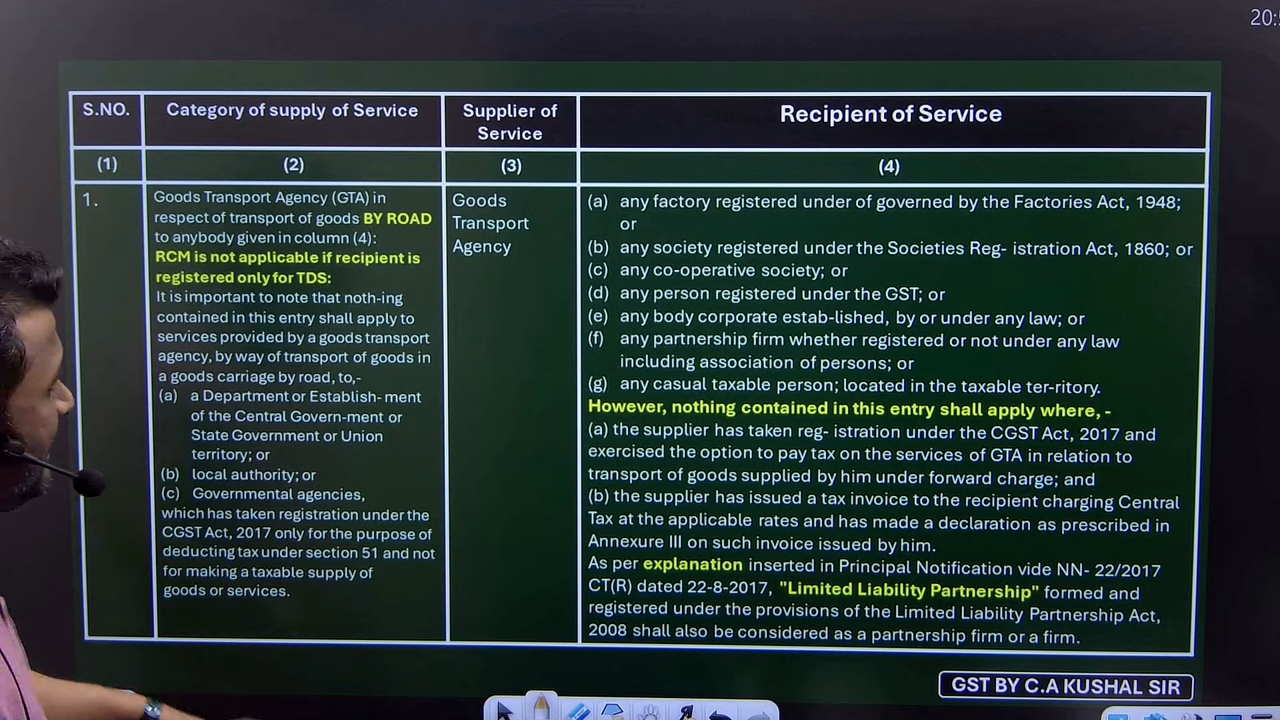 20:
S.NO.
Category of supply of Service
Supplier of
Service
Recipient of Service
(1)
(2)
(3)
(4)
1.
Goods Transport Agency (GTA) in
respect of transport of goods BY ROAD
to anybody given in column (4):
RCM is not applicable if recipient is
registered only for TDS:
It is important to note that noth-ing
contained in this entry shall apply to
services provided by a goods transport
agency, by way of transport of goods in
a goods carriage by road, to,-
(a) a Department or Establish- ment
of the Central Govern-ment or
State Government or Union
territory; or
(b) local authority; or
(c) Governmental agencies,
which has taken registration under the
CGST Act, 2017 only for the purpose of
deducting tax under section 51 and not
for making a taxable supply of
goods or services.
Goods
Transport
Agency
(a) any factory registered under of governed by the Factories Act, 1948;
or
(b) any society registered under the Societies Reg- istration Act, 1860; or
(c) any co-operative society; or
(d) any person registered under the GST; or
(e) any body corporate estab-lished, by or under any law; or
(f) any partnership firm whether registered or not under any law
including association of persons; or
(g) any casual taxable person; located in the taxable ter-ritory.
However, nothing contained in this entry shall apply where, -
(a) the supplier has taken reg- istration under the CGST Act, 2017 and
exercised the option to pay tax on the services of GTA in relation to
transport of goods supplied by him under forward charge; and
(b) the supplier has issued a tax invoice to the recipient charging Central
Tax at the applicable rates and has made a declaration as prescribed in
Annexure III on such invoice issued by him.
As per explanation inserted in Principal Notification vide NN- 22/2017
CT(R) dated 22-8-2017, "Limited Liability Partnership" formed and
registered under the provisions of the Limited Liability Partnership Act,
2008 shall also be considered as a partnership firm or a firm.
GST BY C.A KUSHAL SIR